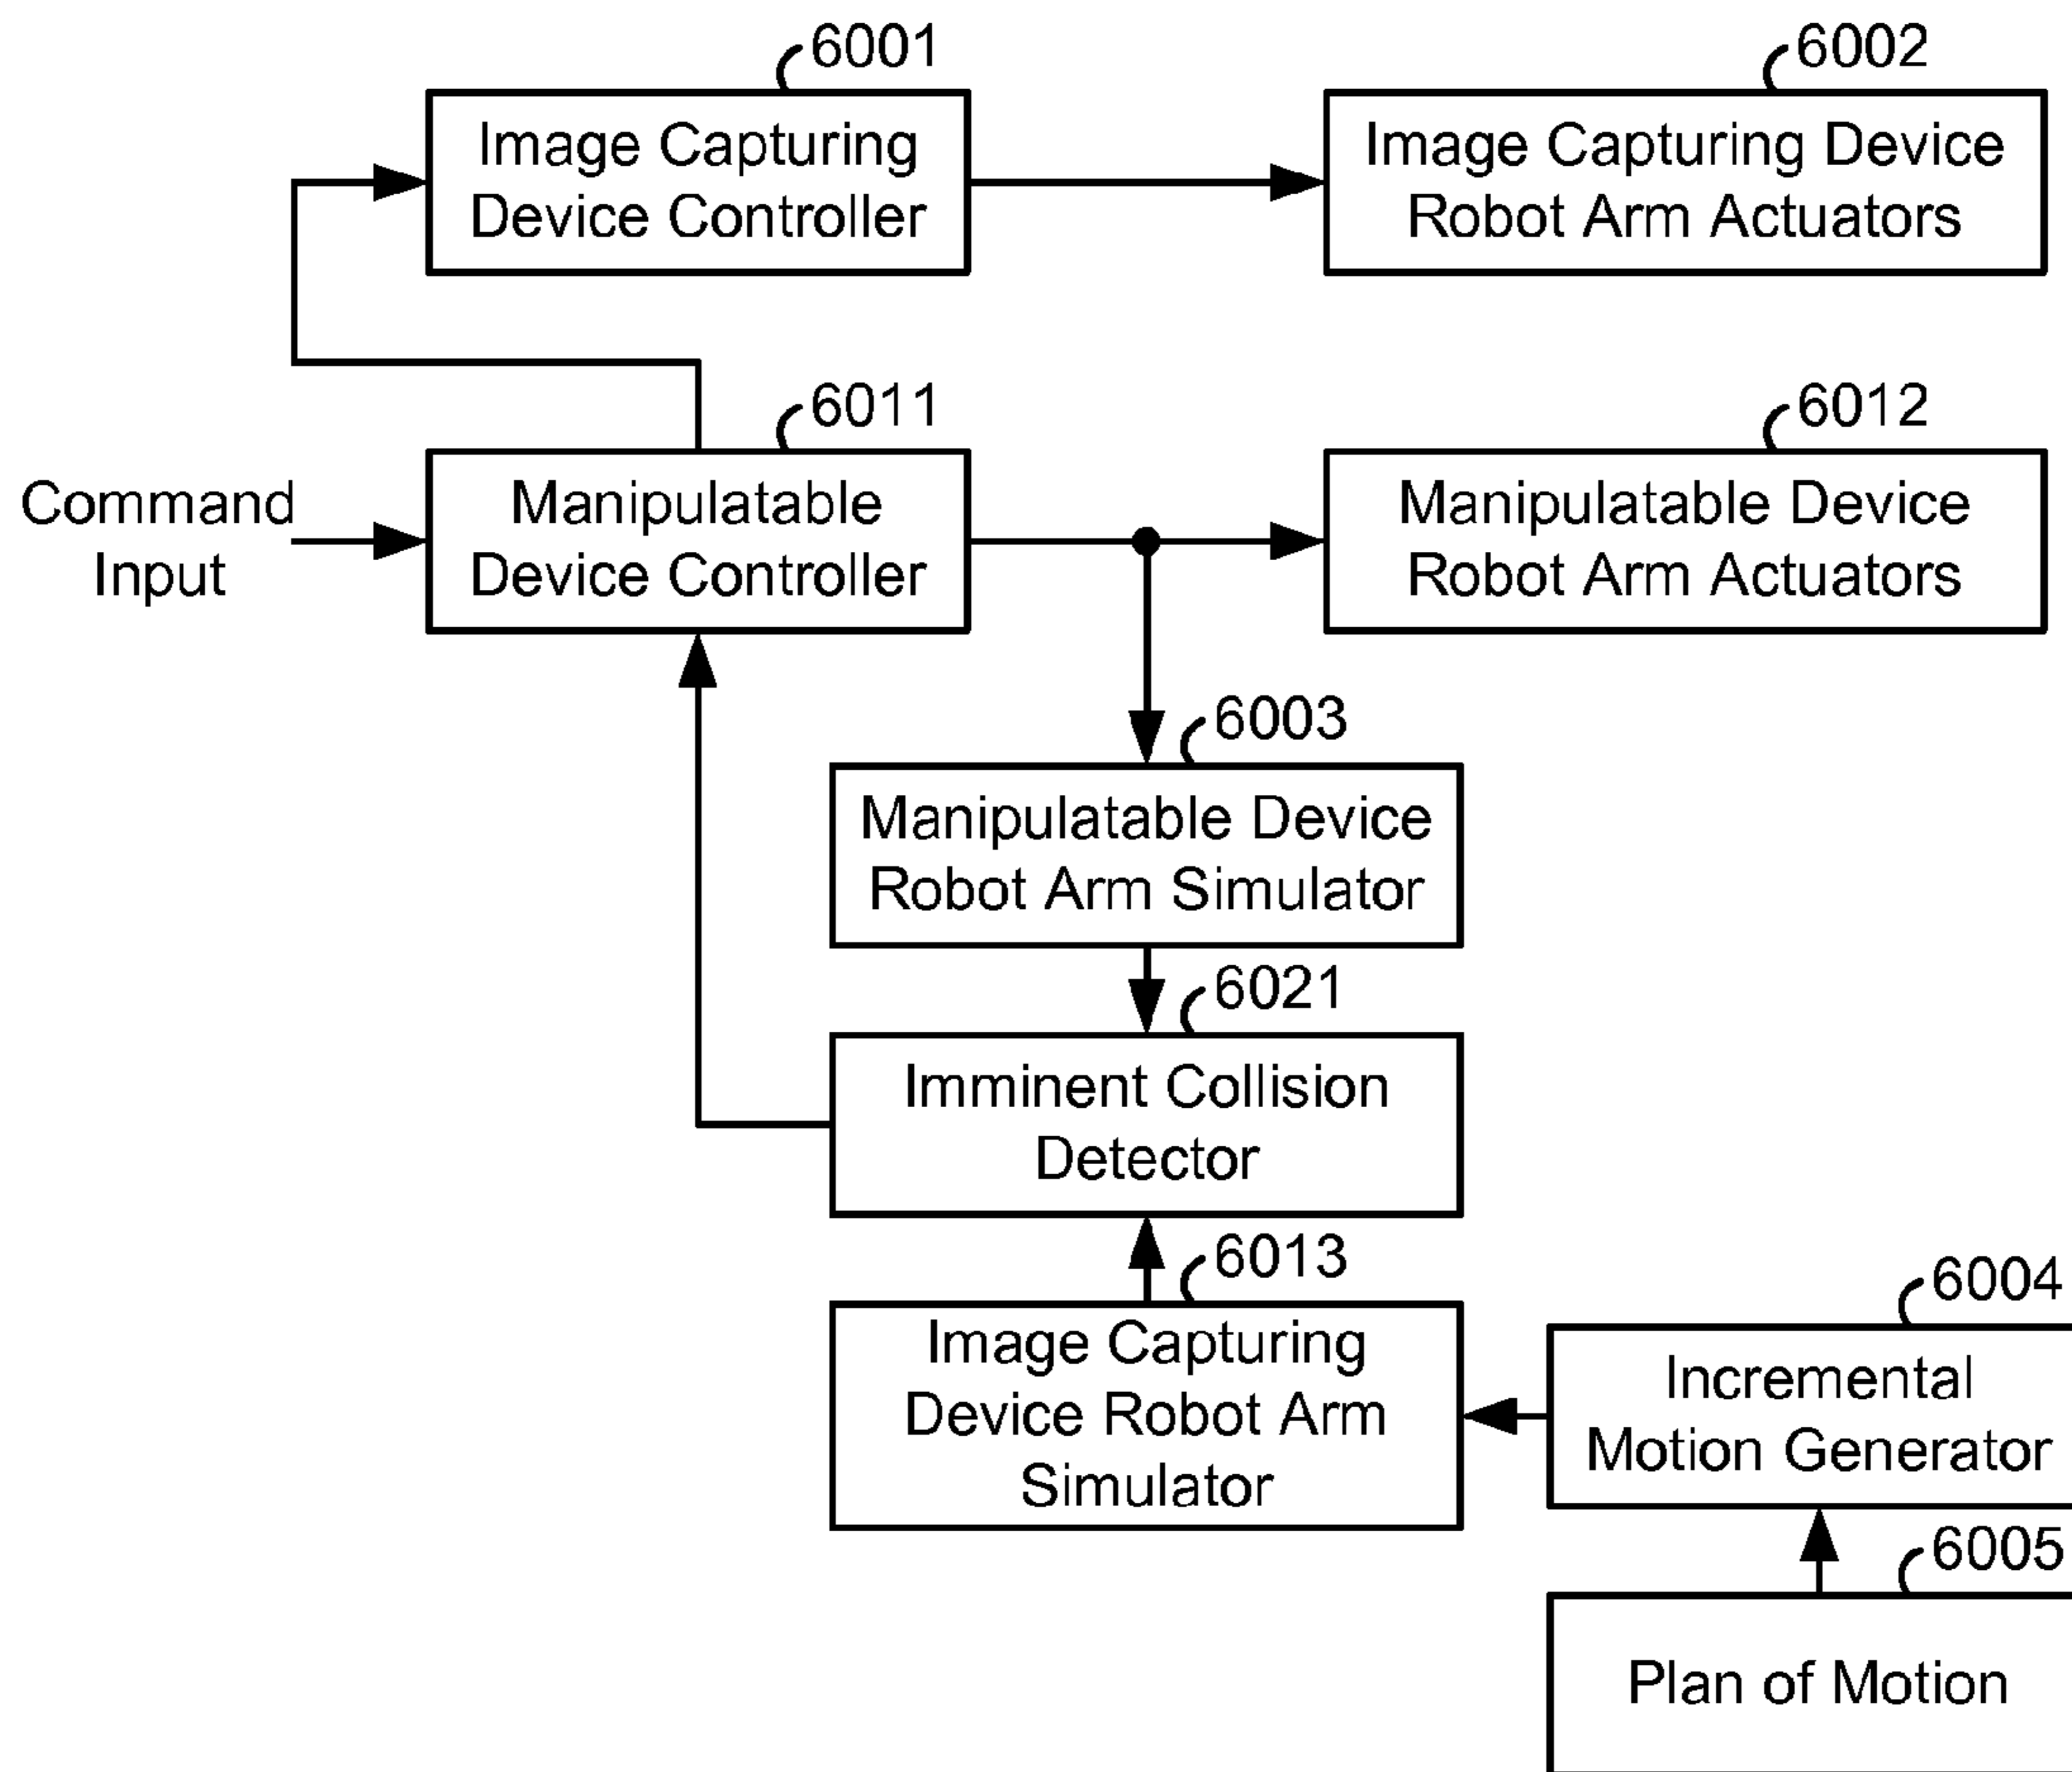 6001
6002
Image Capturing
Device Controller
Image Capturing Device
Robot Arm Actuators
6011
6012
Command
Input
Manipulatable
Device Controller
Manipulatable Device
Robot Arm Actuators
6003
Manipulatable Device
Robot Arm Simulator
6021
Imminent Collision
Detector
6013
Image Capturing
Device Robot Arm
Simulator
6004
Incremental
Motion Generator
6005
Plan of Motion